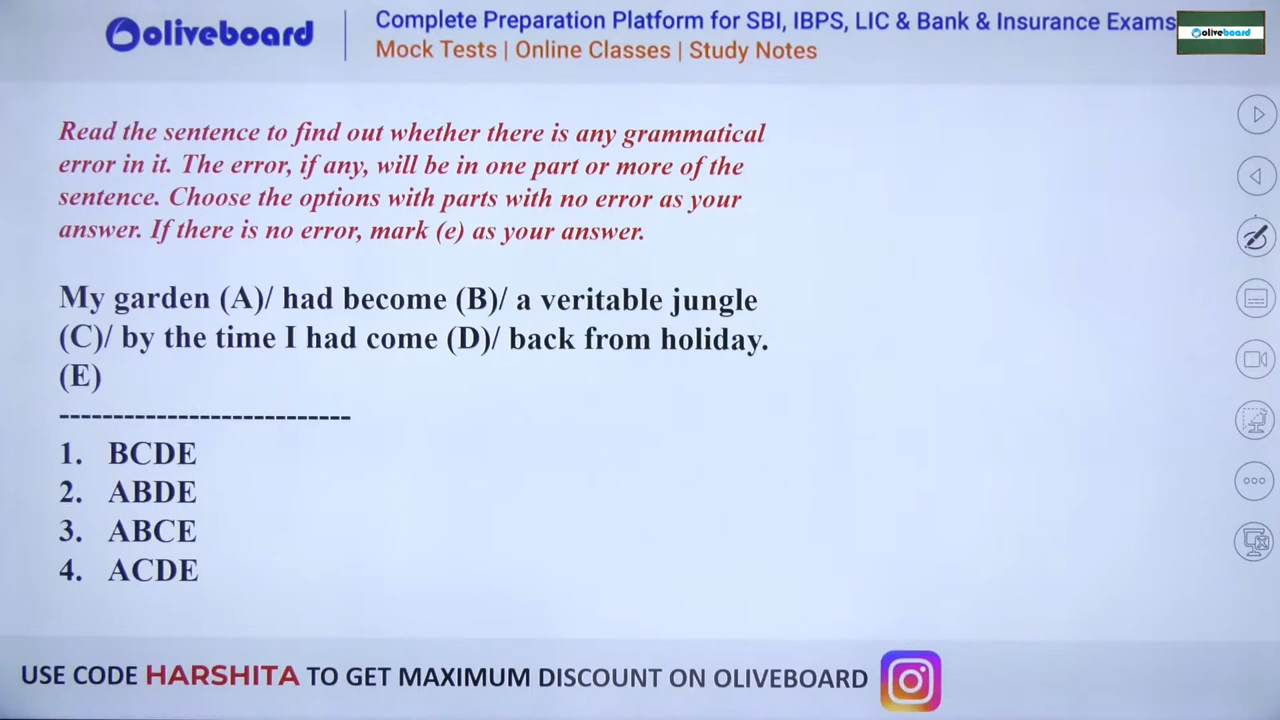 oliveboard
Complete Preparation Platform for SBI, IBPS, LIC & Bank & Insurance Exams
Mock Tests | Online Classes | Study Notes
oliveboard
Read the sentence to find out whether there is any grammatical
error in it. The error, if any, will be in one part or more of the
sentence. Choose the options with parts with no error as your
answer. If there is no error, mark (e) as your answer.
My garden (A)/ had become (B)/ a veritable jungle
(C)/ by the time I had come (D)/ back from holiday.
(E)
--------------------------
1. BCDE
2. ABDE
3. ABCE
4. ACDE
USE CODE HARSHITA TO GET MAXIMUM DISCOUNT ON OLIVEBOARD